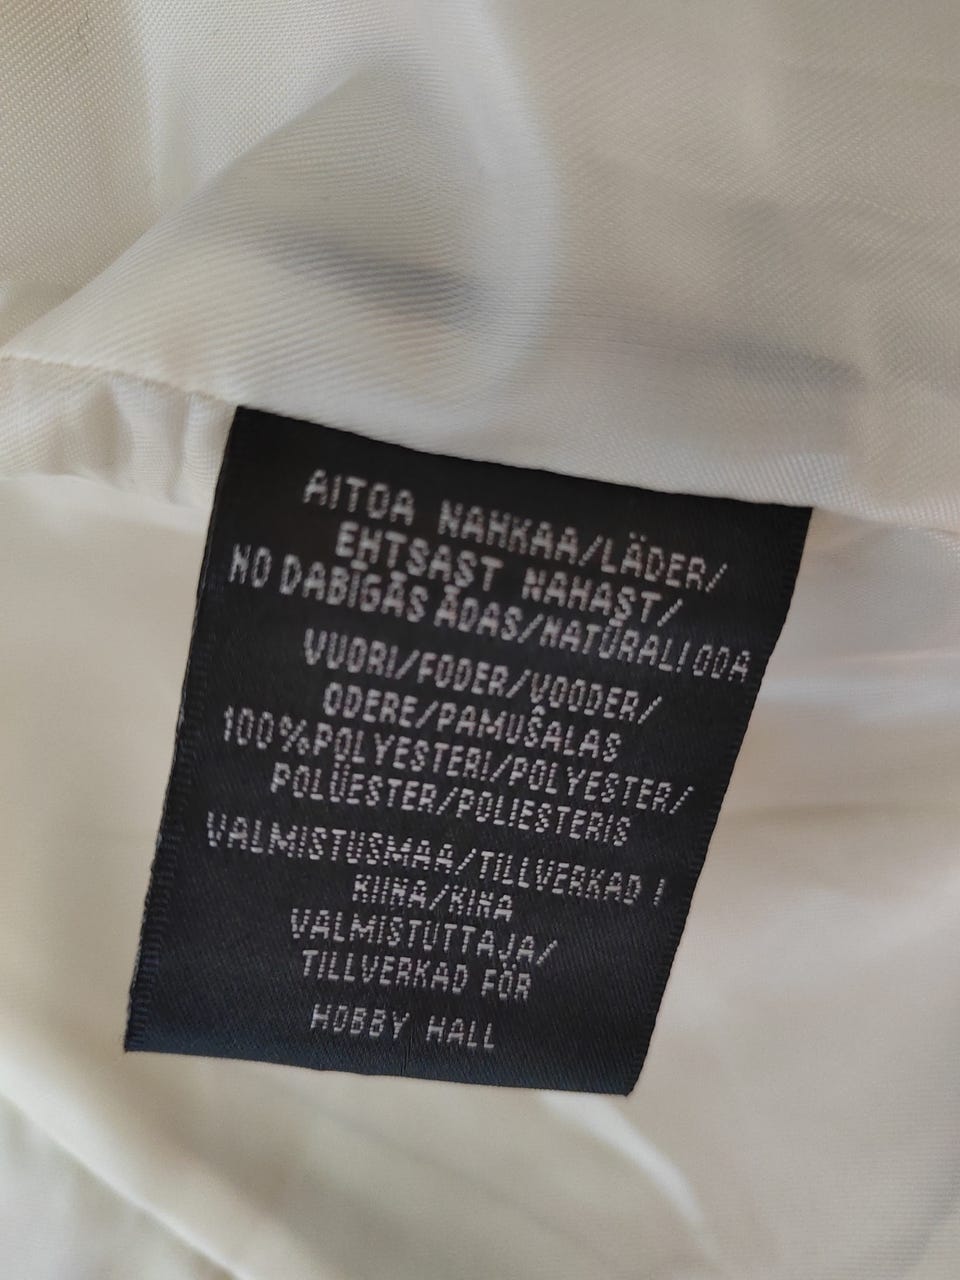 AITOA NAHKAA/LÄDER/
EHTSAST NAHAST/
NO DABĪGĀS ĀDAS/NATŪRALI ODA
VUORI/FODER/VOODER/
ODERE/PAMUŠALAS
100%POLYESTERI/POLYESTER/
POLÜESTER/POLIESTERIS
VALMISTUSMAA/TILLVERKAD I
KIINA/KINA
VALMISTUTTAJA/
TILLVERKAD FÖR
HOBBY HALL